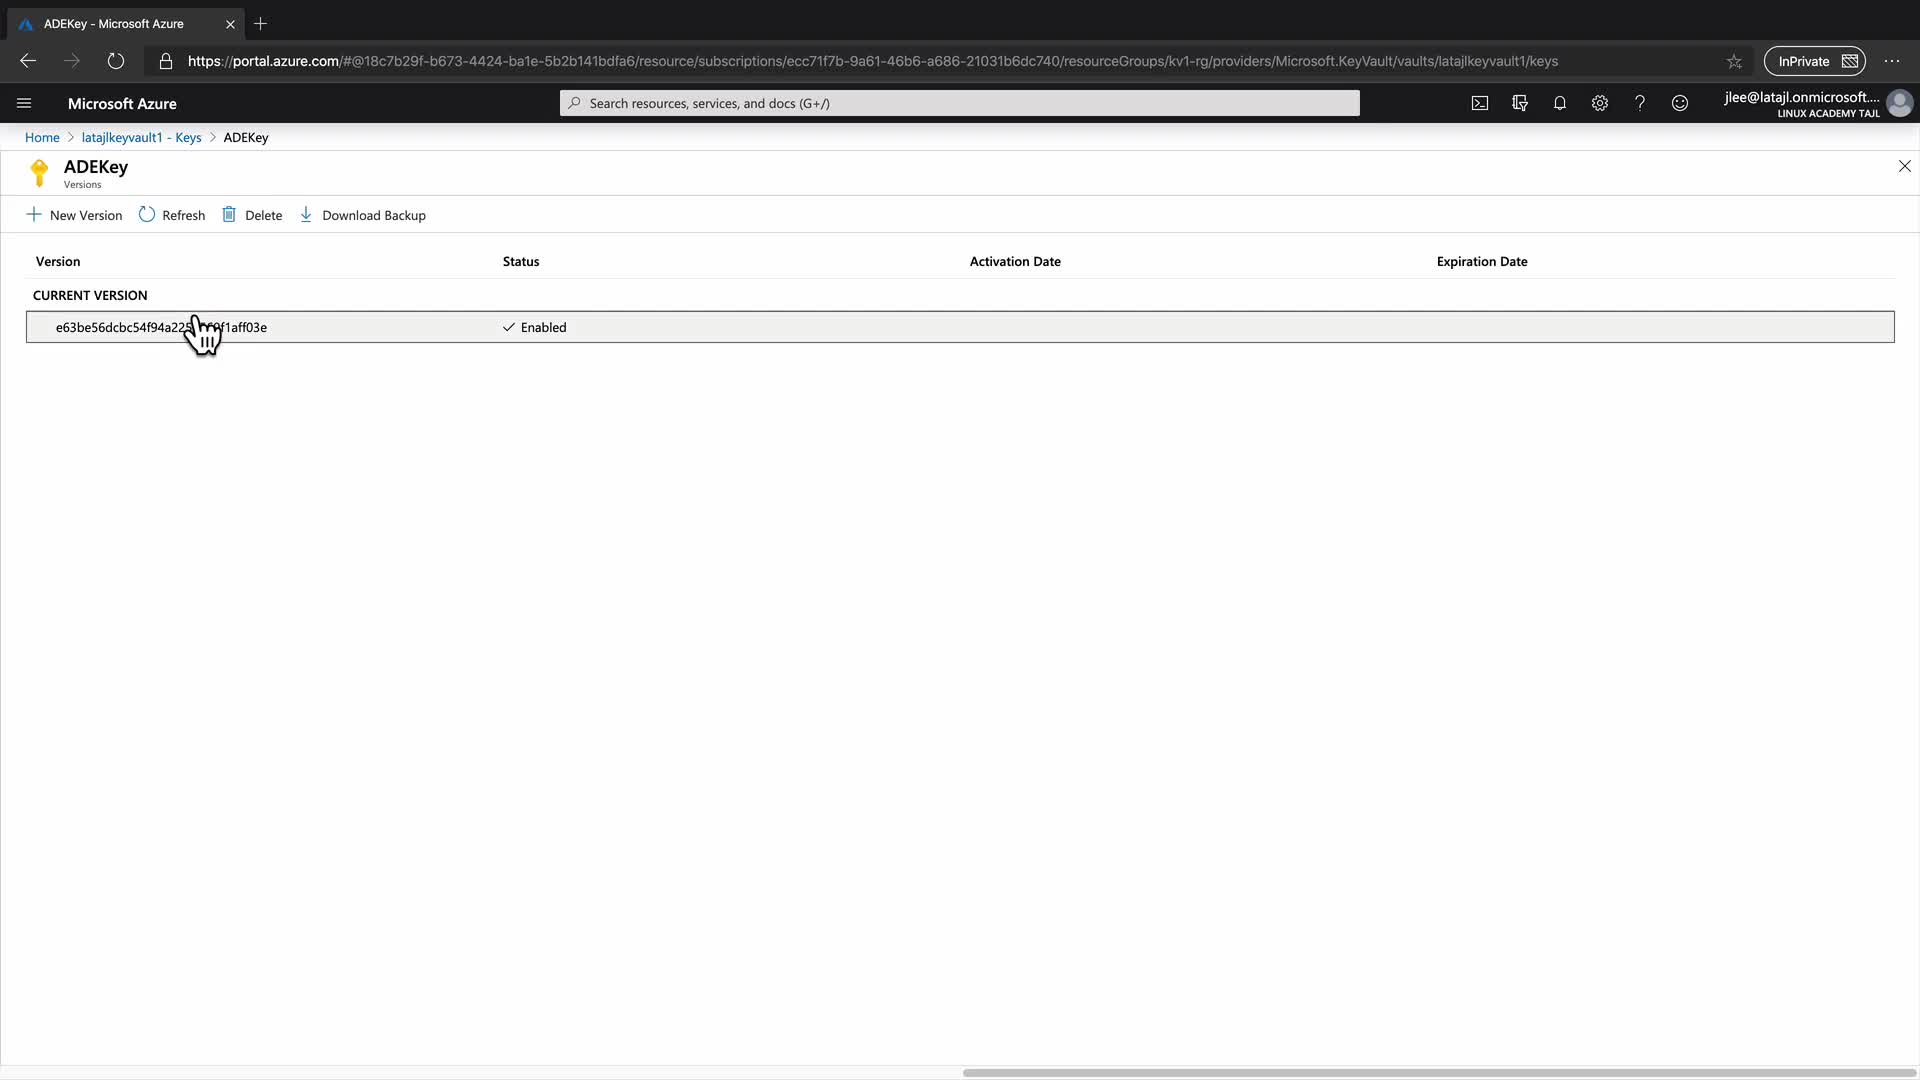 ADEKey - Microsoft Azure
https://portal.azure.com/#@18c7b29f-b673-4424-ba1e-5b2b141bdfa6/resource/subscriptions/ecc71f7b-9a61-46b6-a686-21031b6dc740/resourceGroups/kv1-rg/providers/Microsoft.KeyVault/vaults/latajlkeyvault1/keys
InPrivate
Microsoft Azure
Search resources, services, and docs (G+/)
jlee@latajl.onmicrosoft....
LINUX ACADEMY TAJL
Home > latajlkeyvault1 - Keys > ADEKey
ADEKey
Versions
New Version Refresh Delete Download Backup
Version Status Activation Date Expiration Date
CURRENT VERSION
Enabled